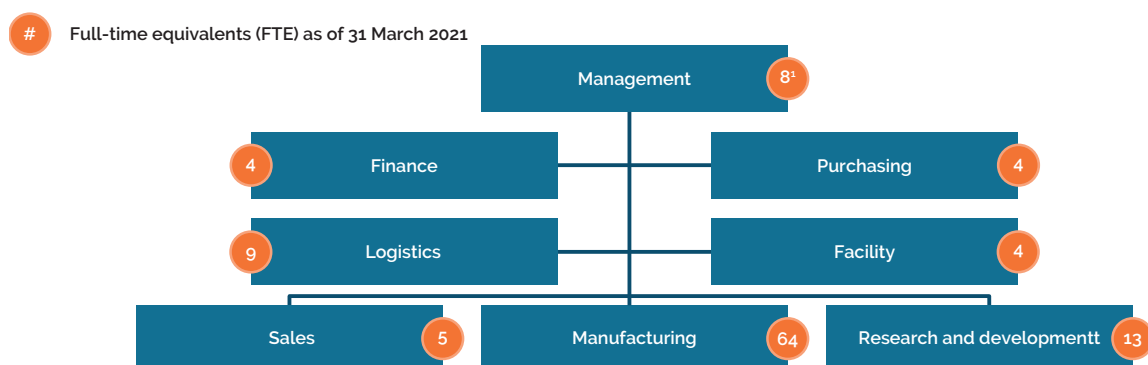 # Full-time equivalents (FTE) as of 31 March 2021
Management 8¹
4 Finance
Purchasing 4
9 Logistics
Facility 4
Sales 5
Manufacturing 64
Research and developmentt 13